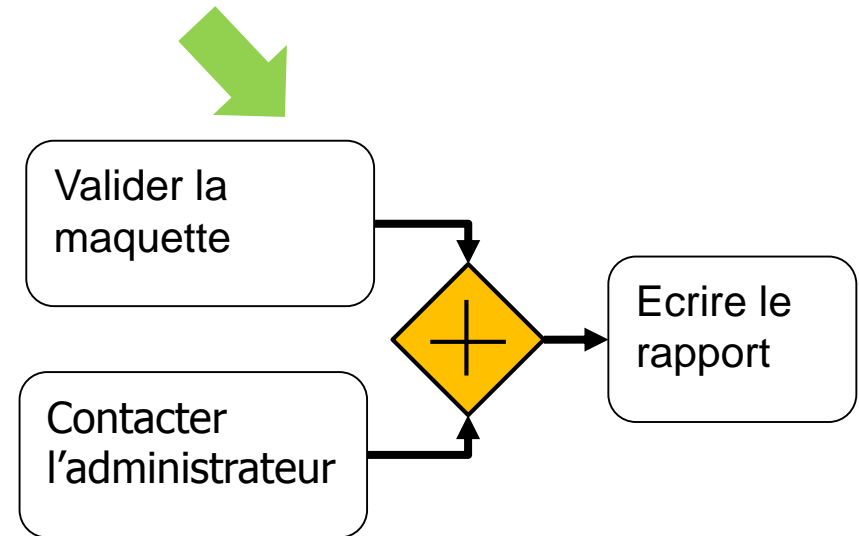 Valider la
maquette
Ecrire le
rapport
Contacter
l’administrateur